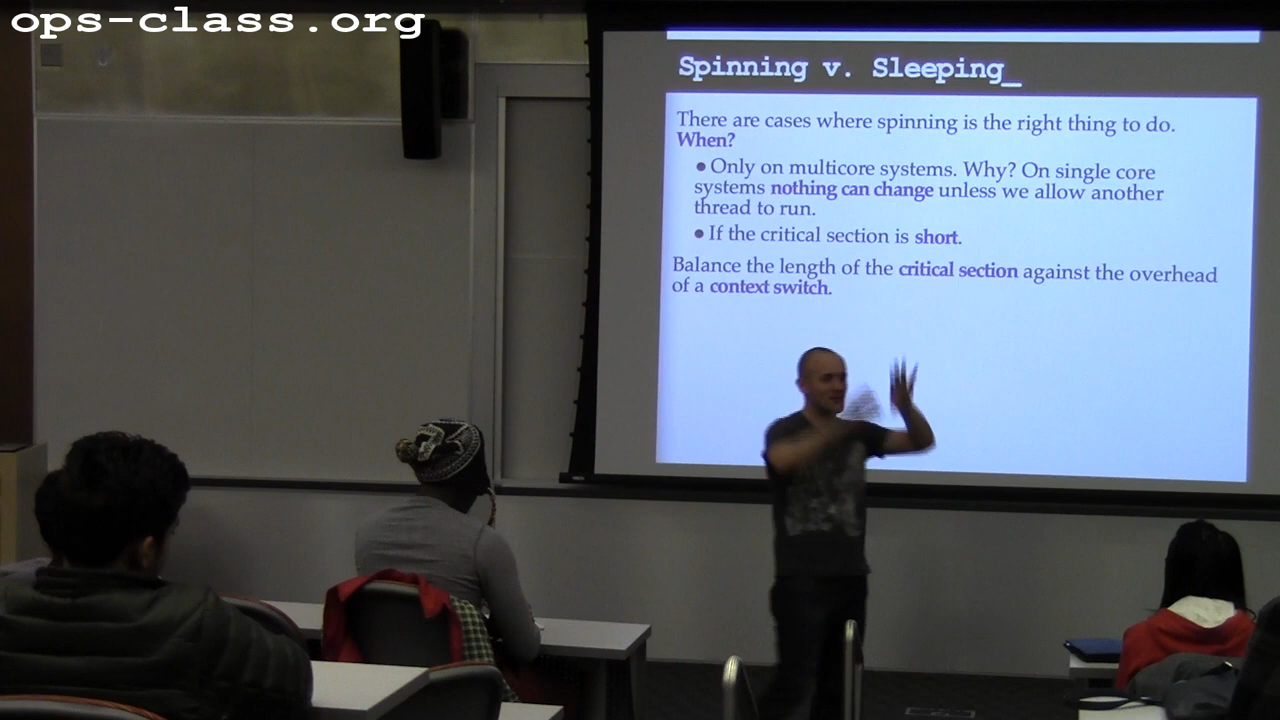 ops-class.org
Spinning v. Sleeping_
There are cases where spinning is the right thing to do.
When?
● Only on multicore systems. Why? On single core
systems nothing can change unless we allow another
thread to run.
● If the critical section is short.
Balance the length of the critical section against the overhead
of a context switch.